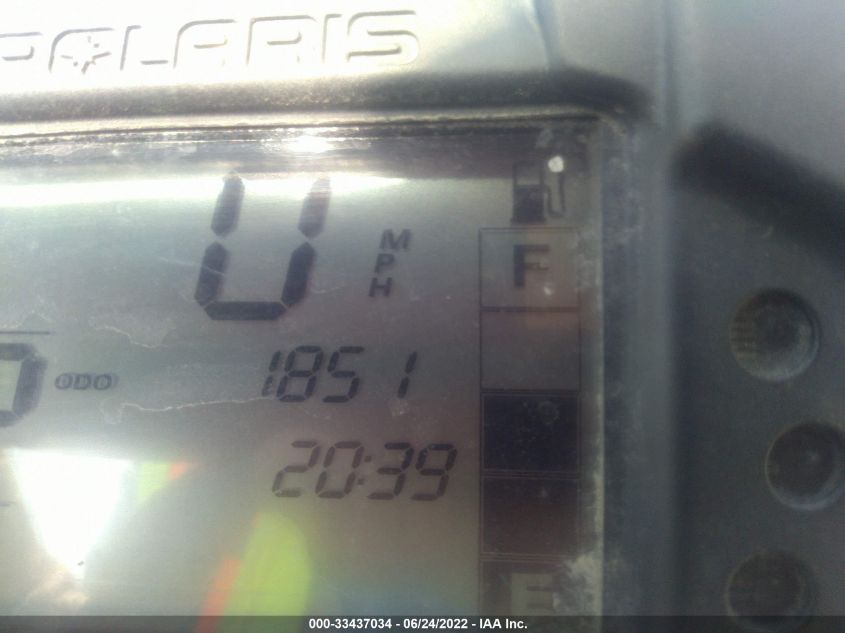 POLARIS
0
MPH
F
ODO 1851
20:39
E
000-33437034 - 06/24/2022 - IAA Inc.